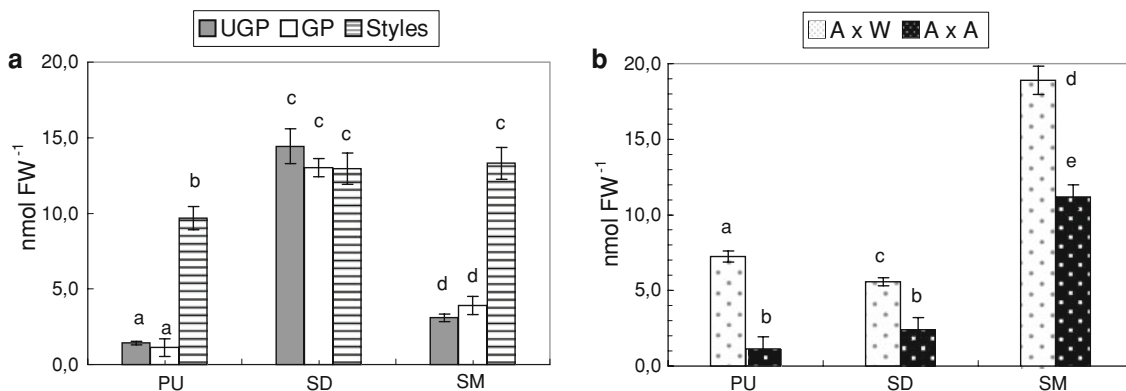 UGP GP Styles
a
nmol FW-1
20,0
15,0
10,0
5,0
0,0
a a b
c c c
d d c
PU SD SM
A x W A x A
b
nmol FW-1
20,0
15,0
10,0
5,0
0,0
a b
c b
d e
PU SD SM